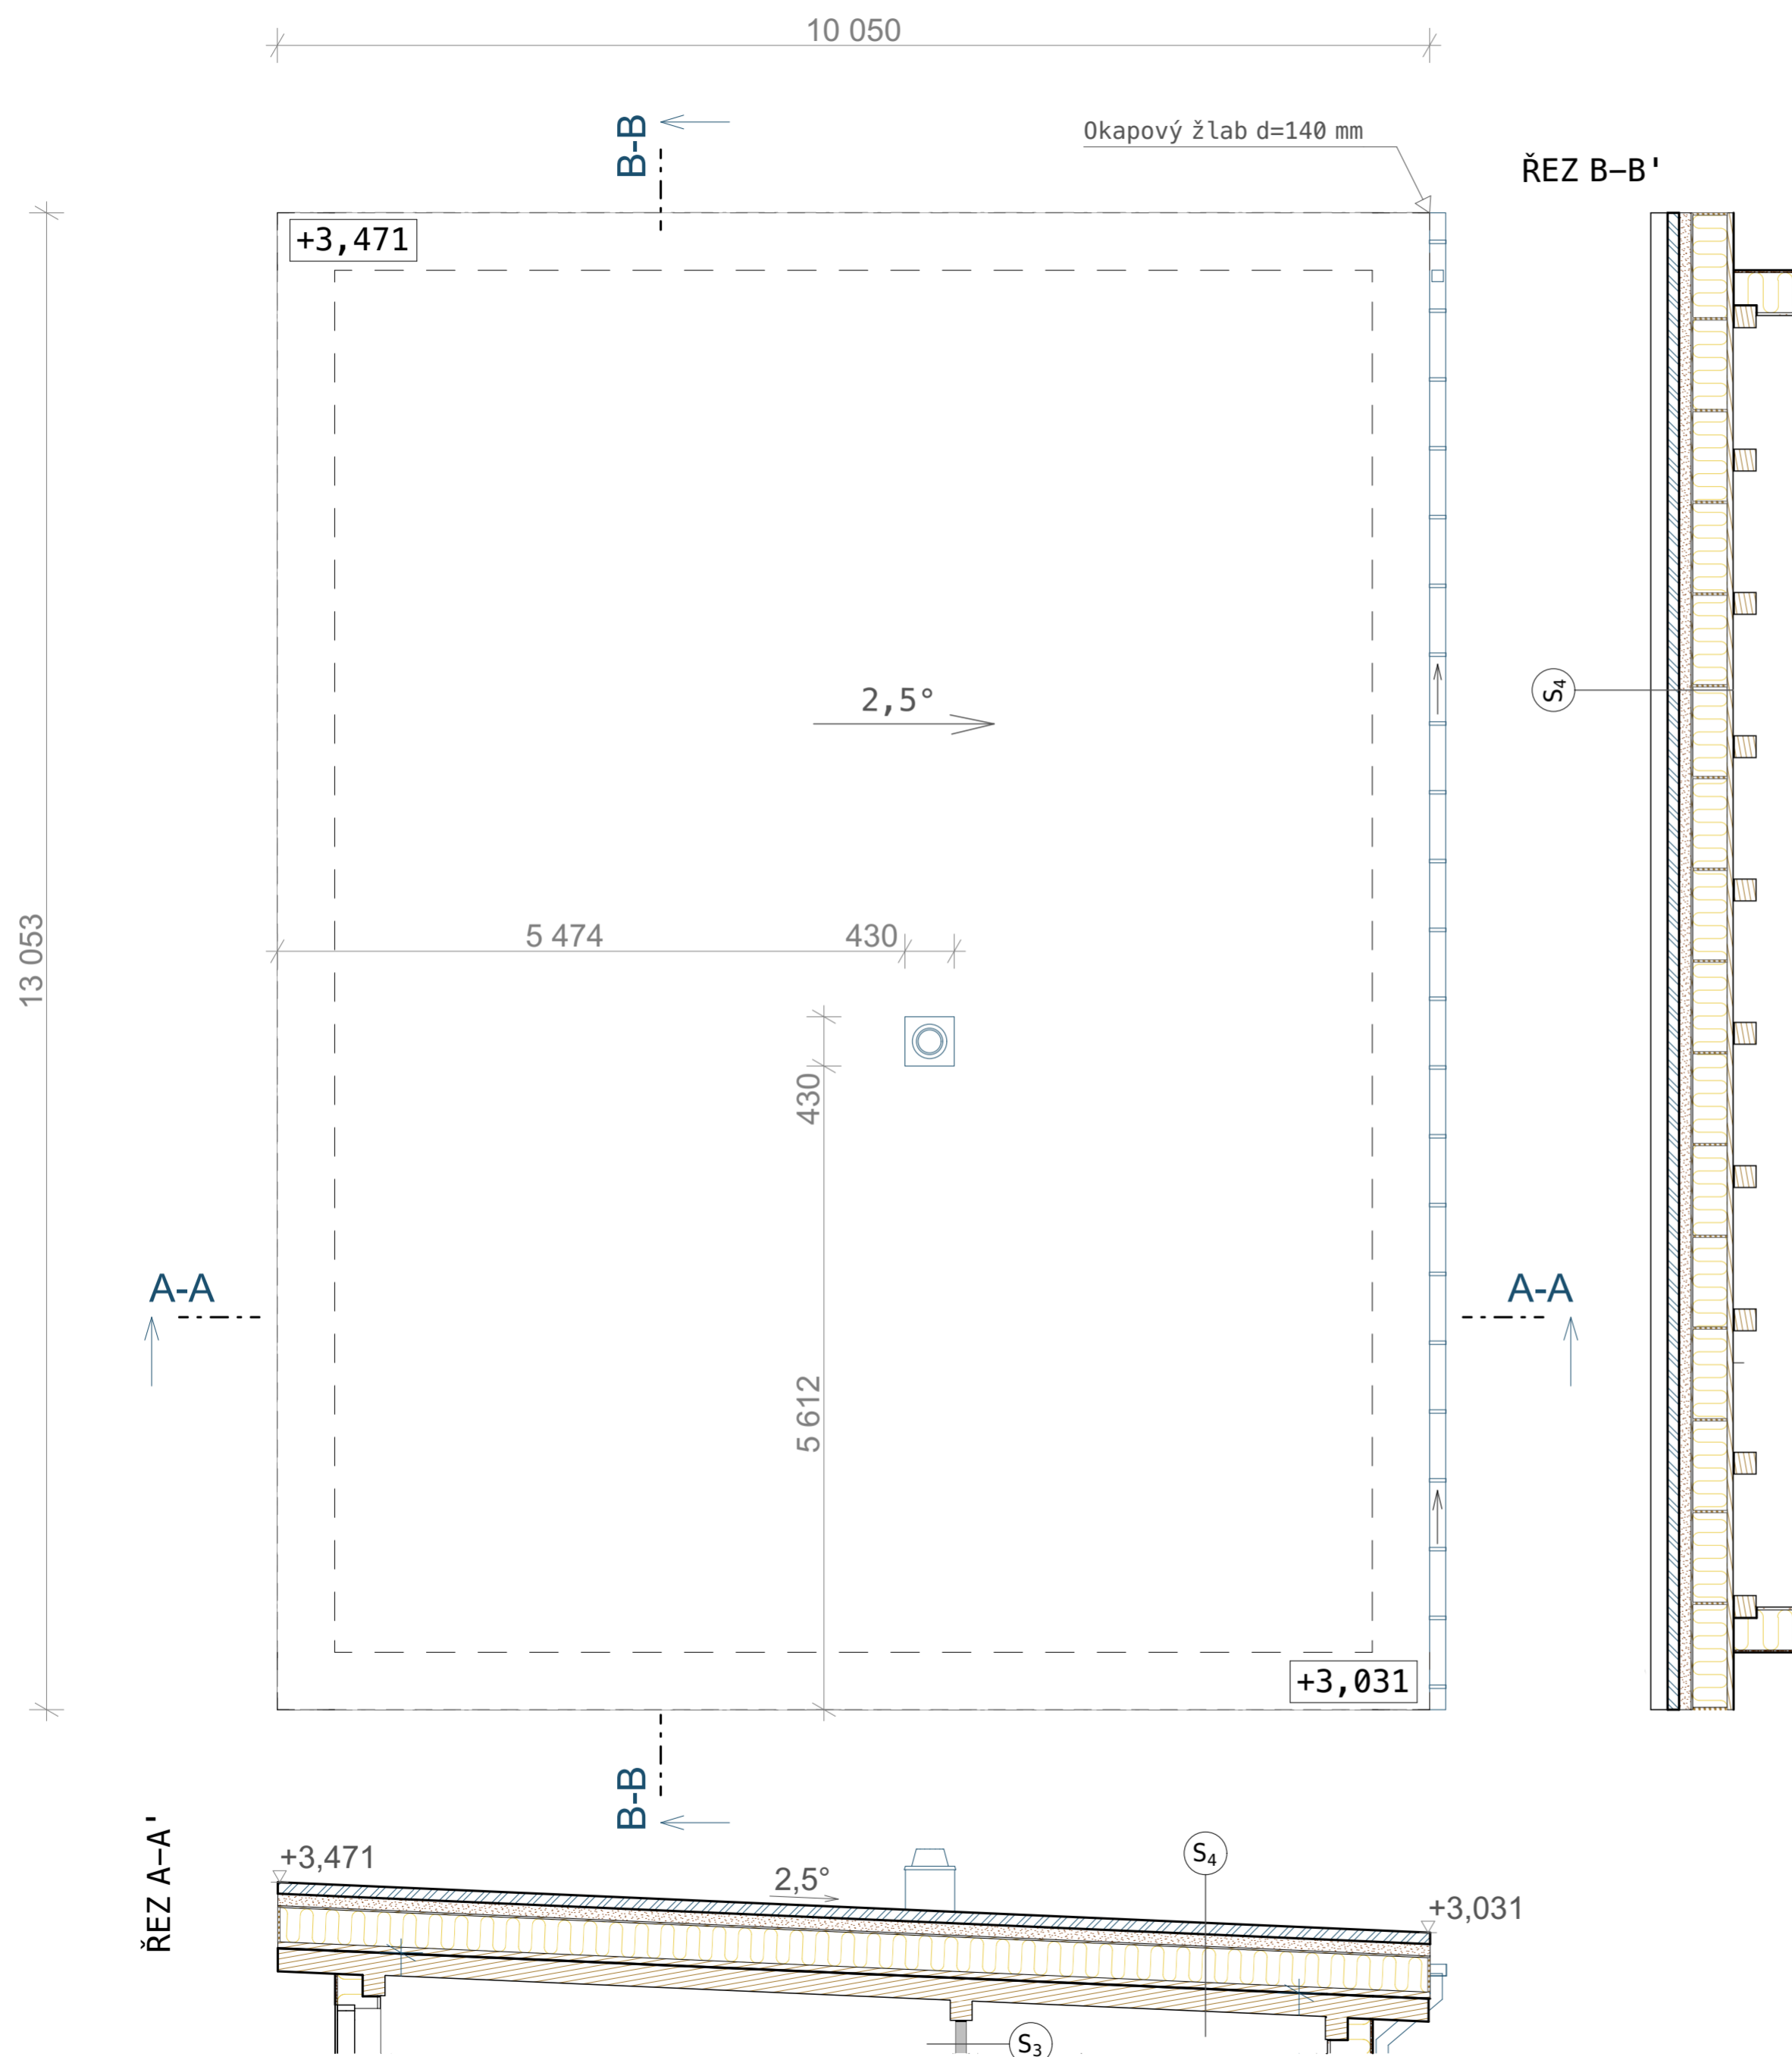 10 050
B-B
Okapový žlab d=140 mm
ŘEZ B–B'
+3,471
2,5°
S₄
13 053
5 474
430
430
A-A
A-A
5 612
+3,031
B-B
ŘEZ A–A'
+3,471
2,5°
S₄
+3,031
S₃